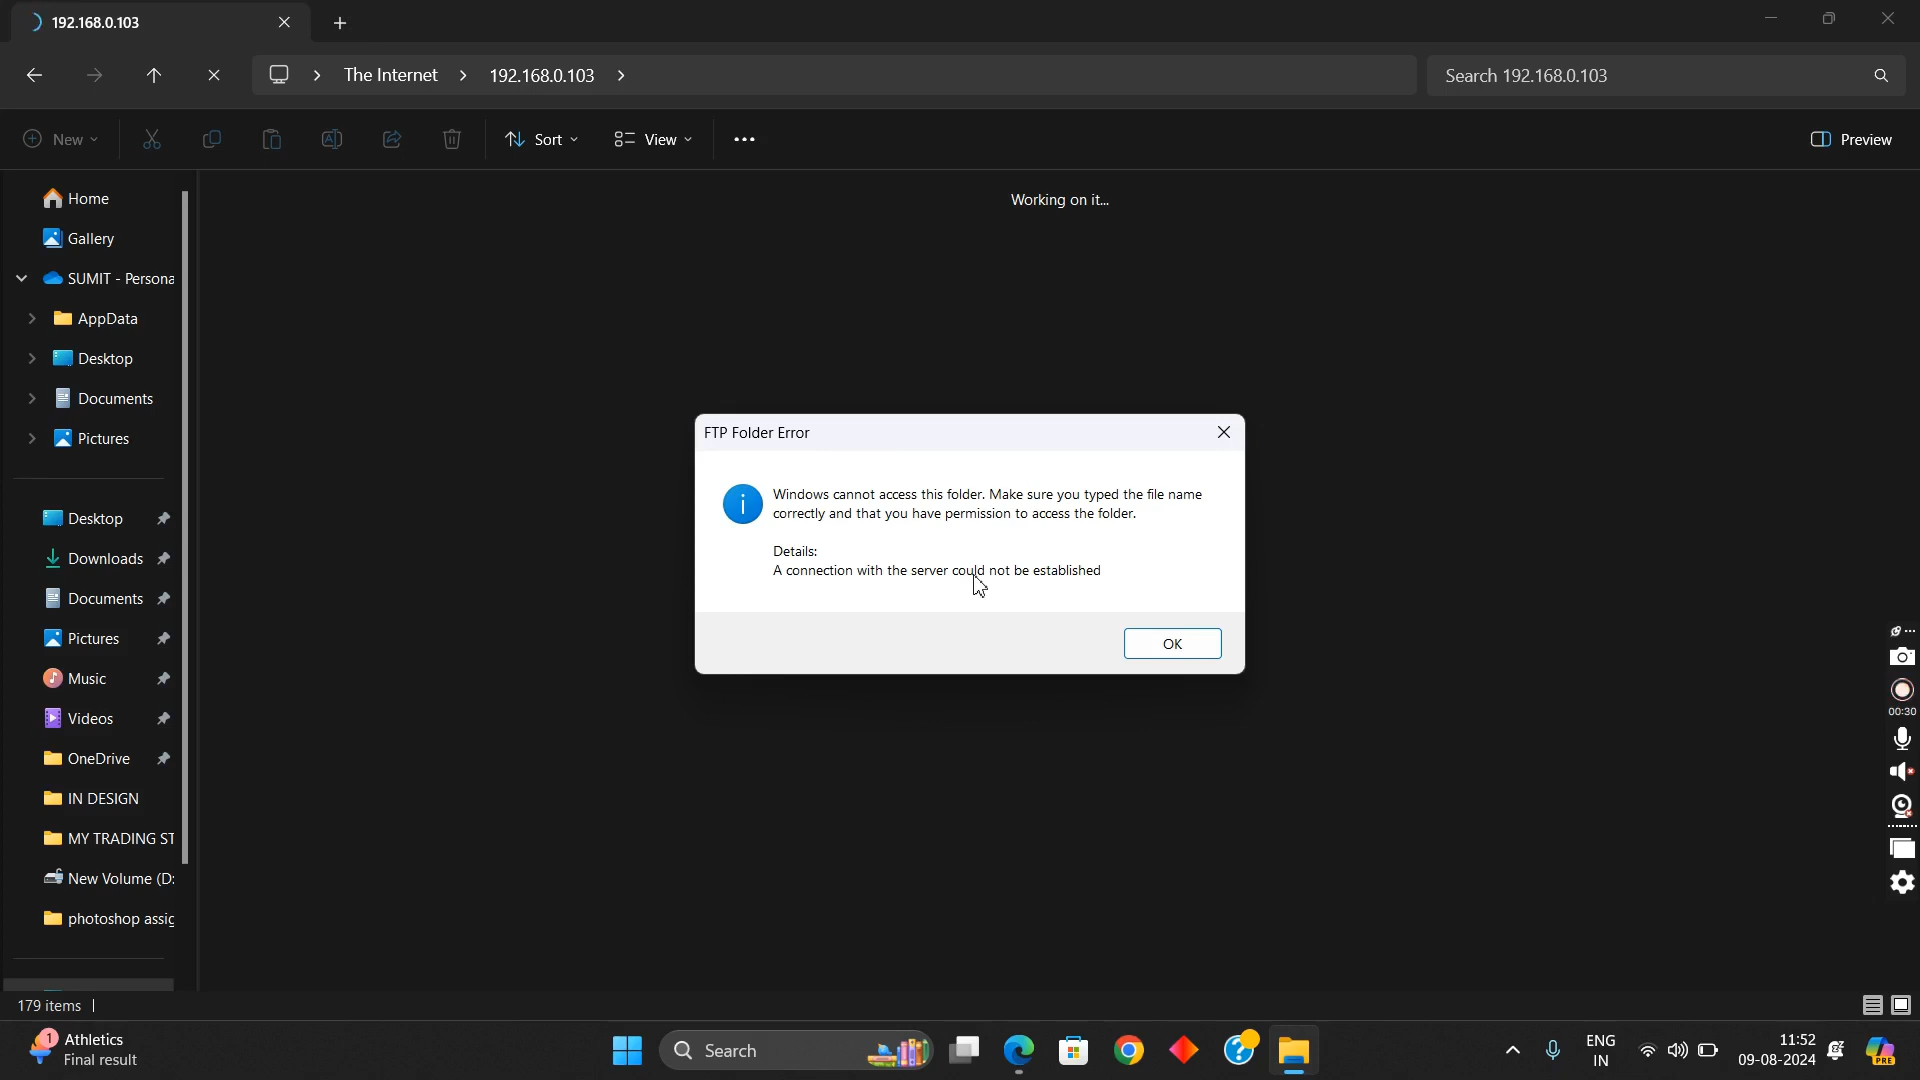 192.168.0.103
The Internet > 192.168.0.103 >
Search 192.168.0.103
New
Sort
View
Preview
Home
Gallery
SUMIT - Persona
AppData
Desktop
Documents
Pictures
Desktop
Downloads
Documents
Pictures
Music
Videos
OneDrive
IN DESIGN
MY TRADING ST
New Volume (D:
photoshop assig
Working on it...
FTP Folder Error
Windows cannot access this folder. Make sure you typed the file name
correctly and that you have permission to access the folder.
Details:
A connection with the server could not be established
OK
00:30
179 items
1
Athletics
Final result
Search
ENG
IN
11:52
09-08-2024
PRE